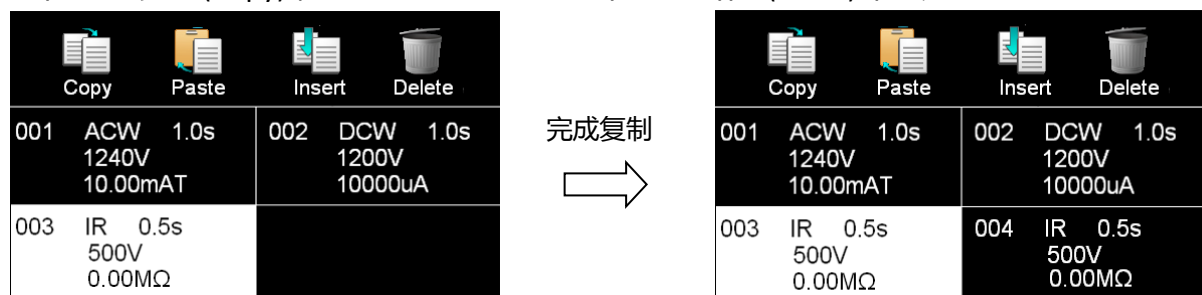 Copy Paste Insert Delete
001 ACW 1.0s
1240V
10.00mAT
002 DCW 1.0s
1200V
10000uA
003 IR 0.5s
500V
0.00MΩ
完成复制
Copy Paste Insert Delete
001 ACW 1.0s
1240V
10.00mAT
002 DCW 1.0s
1200V
10000uA
003 IR 0.5s
500V
0.00MΩ
004 IR 0.5s
500V
0.00MΩ